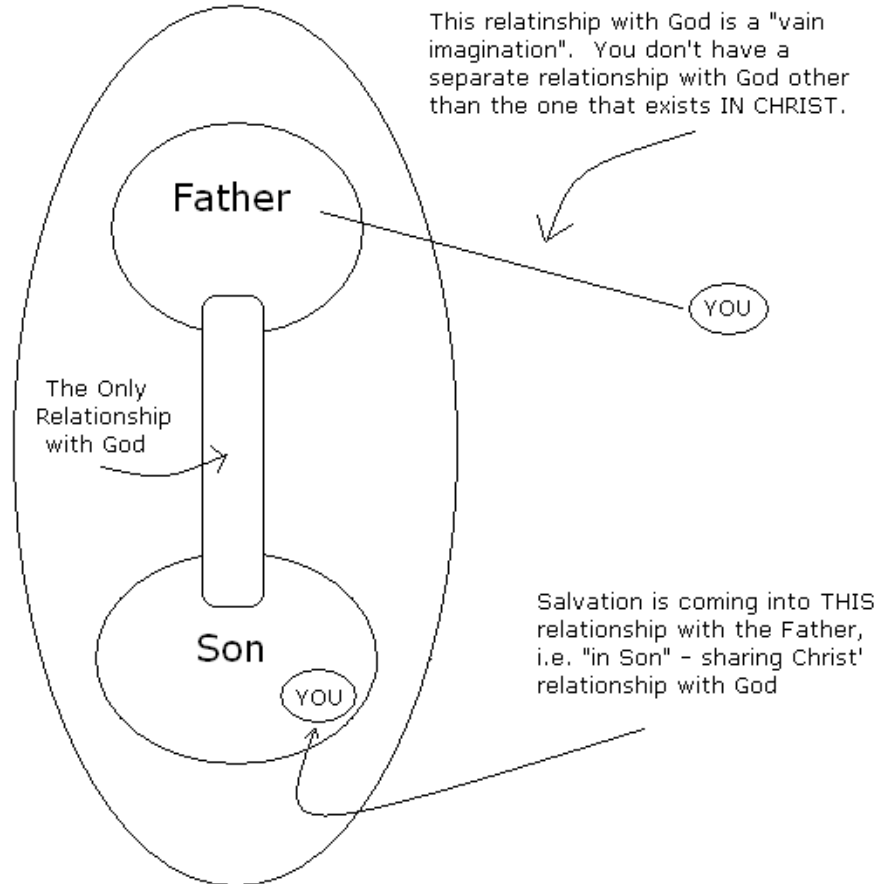 This relatinship with God is a "vain
imagination". You don't have a
separate relationship with God other
than the one that exists IN CHRIST.
Father
YOU
The Only
Relationship
with God
Salvation is coming into THIS
relationship with the Father,
i.e. "in Son" - sharing Christ'
relationship with God
Son
YOU